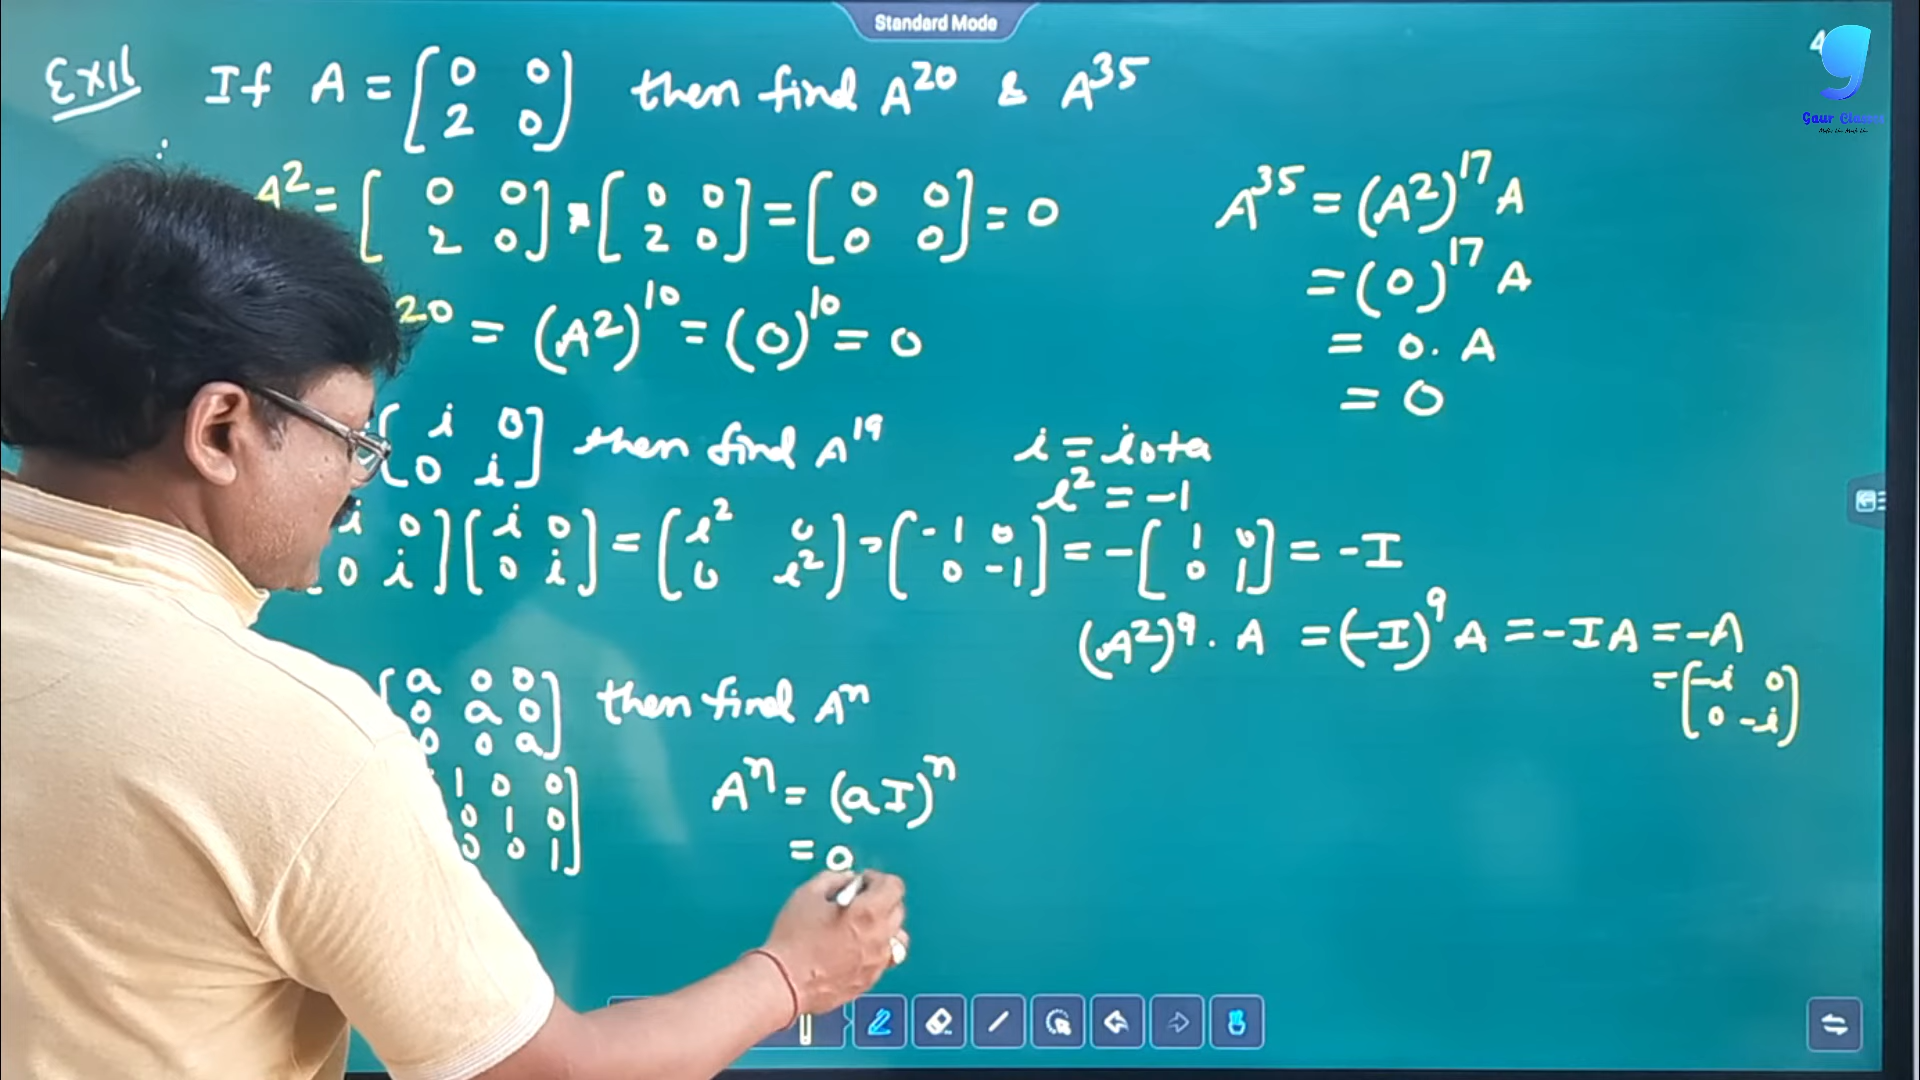 Standard Mode
4
Gaur Classes
Ex16 If A = [0 0
2 0] then find A^20 & A^35
A^2 = [0 0
2 0] × [0 0
2 0] = [0 0
0 0] = 0
20 = (A^2)^10 = (0)^10 = 0
A^35 = (A^2)^17 A
= (0)^17 A
= 0. A
= 0
[i 0
0 i] then find A^19
i = iota
i^2 = -1
i 0
0 i] [i 0
0 i] = [i^2 0
0 i^2] = [-1 0
0 -1] = -[1 0
0 1] = -I
(A^2)^9 . A = (-I)^9 A = -IA = -A
= [-i 0
0 -i]
[a 0 0
0 a 0
0 0 a] then find A^n
1 0 0
0 1 0
0 0 1]
A^n = (aI)^n
= a